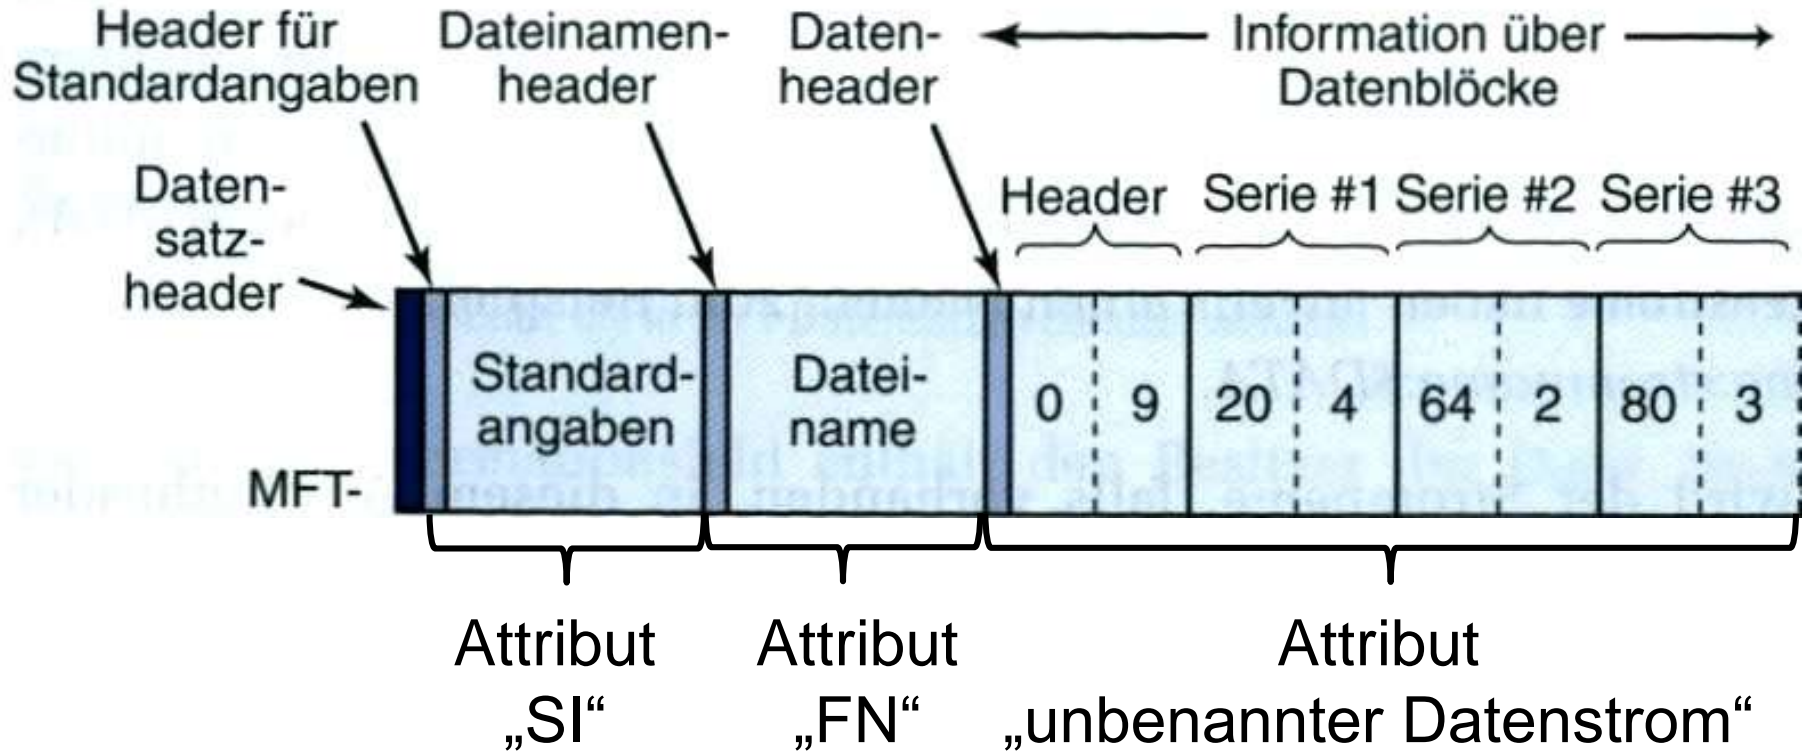 Header für
Standardangaben
Dateinamen-
header
Daten-
header
Information über
Datenblöcke
Daten-
satz-
header
Header
Serie #1
Serie #2
Serie #3
Standard-
angaben
Datei-
name
0 9 20 4 64 2 80 3
MFT-
Attribut
„SI“
Attribut
„FN“
Attribut
„unbenannter Datenstrom“